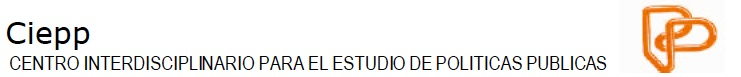 Ciepp
CENTRO INTERDISCIPLINARIO PARA EL ESTUDIO DE POLITICAS PUBLICAS